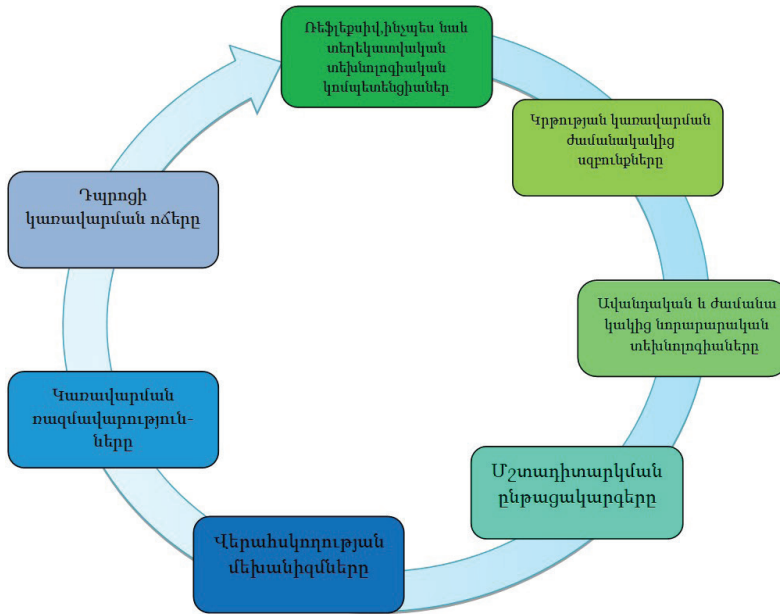 Ռեֆլեքսիվ,ինչպես նաև
տեղեկատվական
տեխնոլոգիական
կոմպետենցիաներ
Կրթության կառավարման
ժամանակակից
սզբունքները
Ավանդական և ժամանա
կակից նորարարական
տեխնոլոգիաները
Մշտադիտարկման
ընթացակարգերը
Վերահսկողության
մեխանիզմները
Կառավարման
ռազմավարություն-
ները
Դպրոցի
կառավարման ոճերը